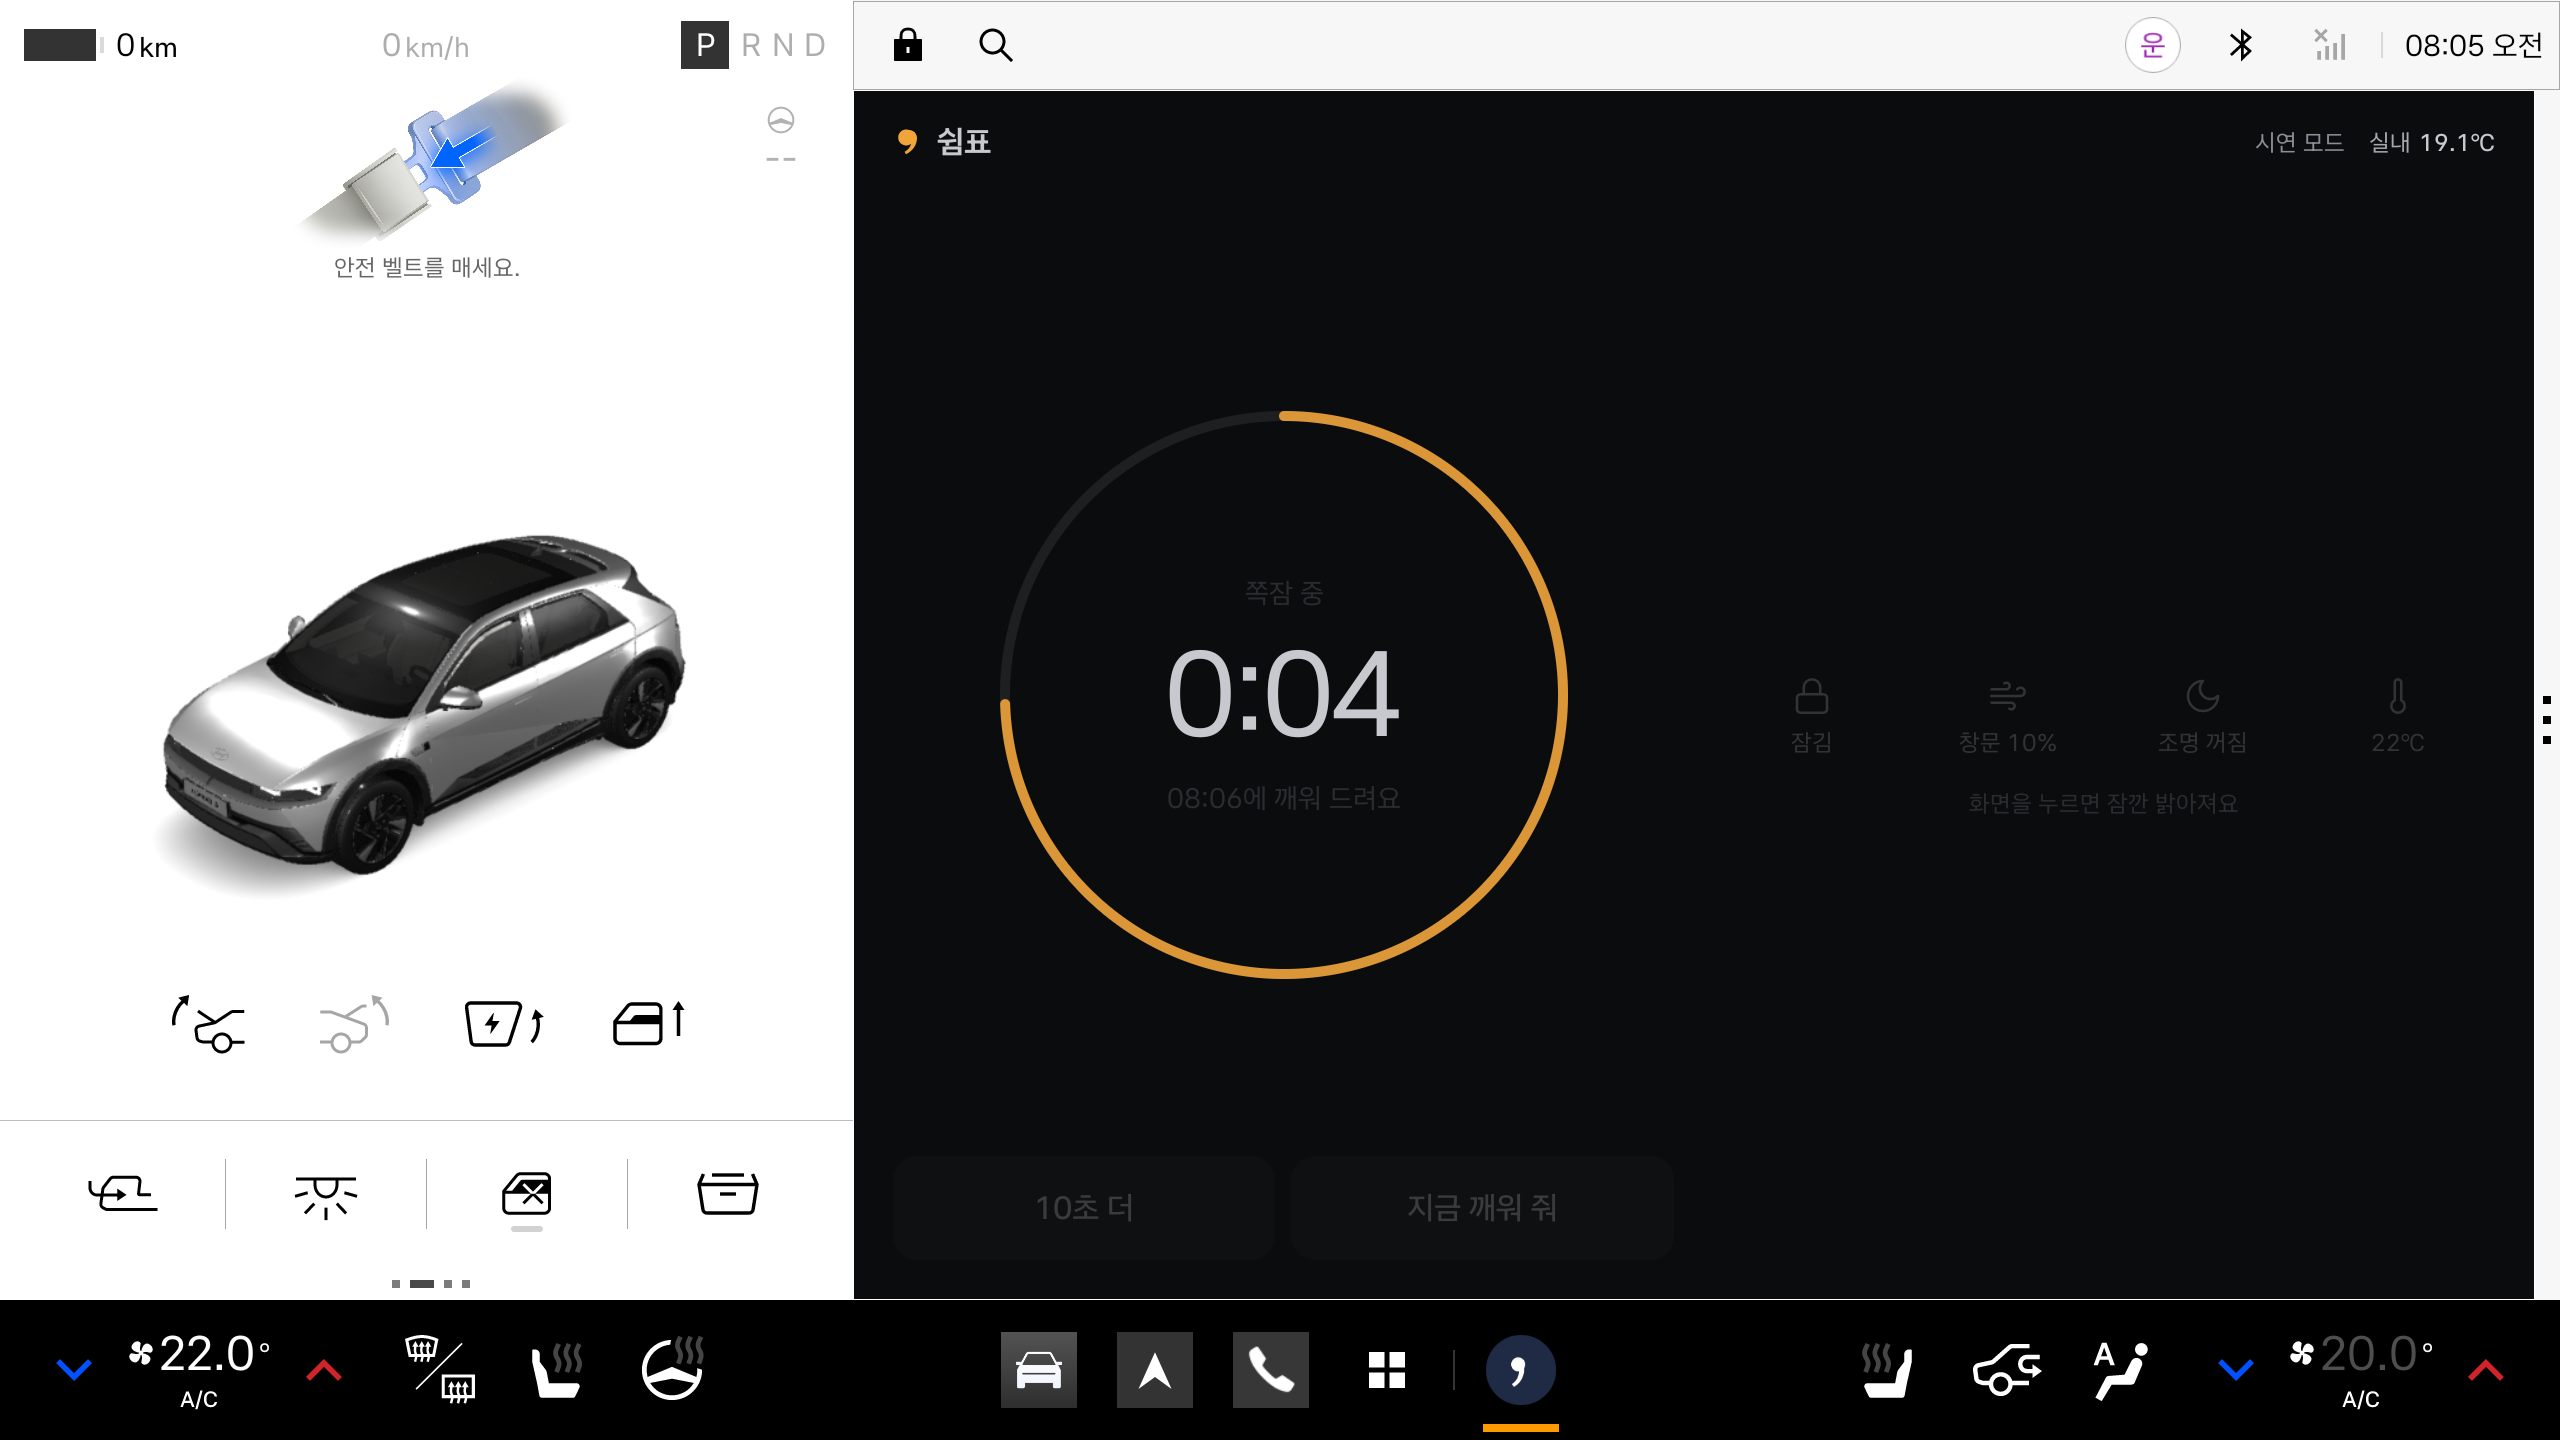 0 km
0 km/h
P R N D
안전 벨트를 매세요.
운
08:05 오전
쉼표
시연 모드 실내 19.1°C
쪽잠 중
0:04
08:06에 깨워 드려요
잠김
창문 10%
조명 꺼짐
22°C
화면을 누르면 잠깐 밝아져요
10초 더
지금 깨워 줘
22.0°
A/C
A
20.0°
A/C